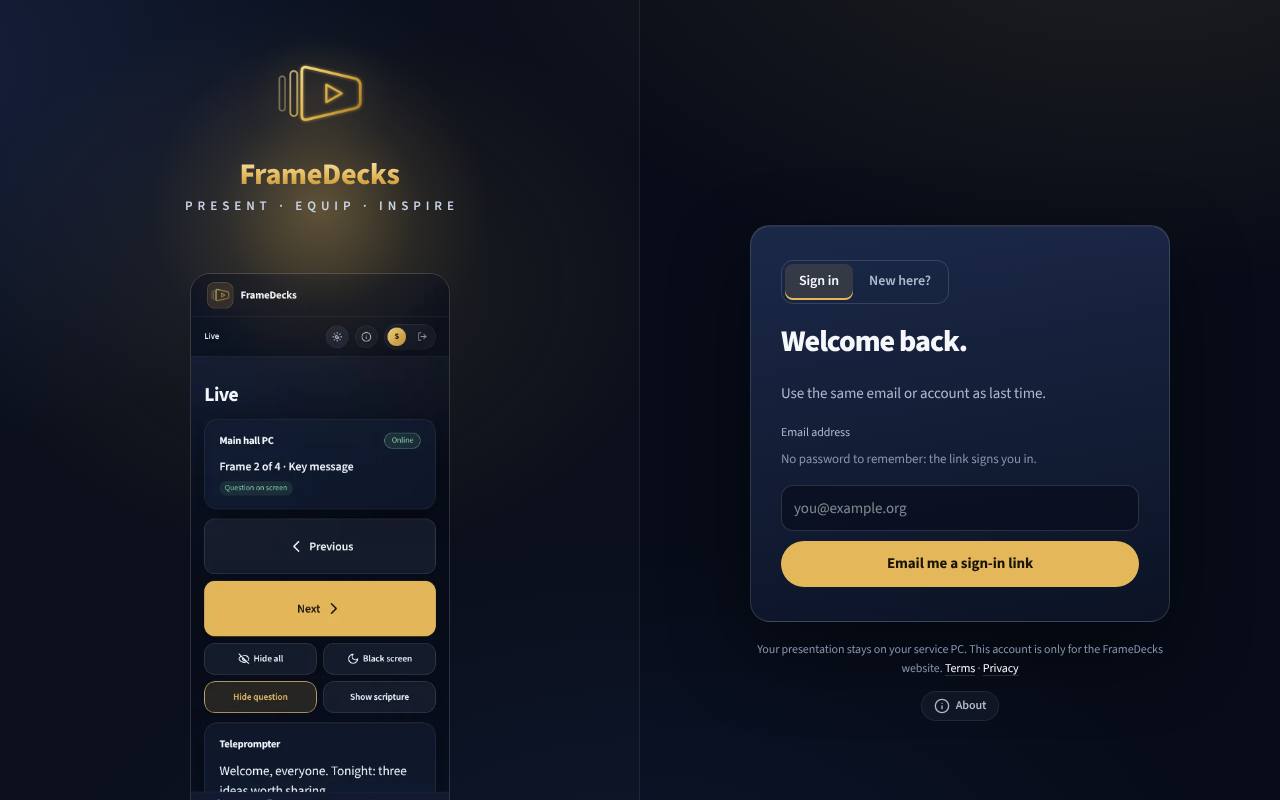 FrameDecks
PRESENT · EQUIP · INSPIRE
FrameDecks
Live
$
Live
Main hall PC
Online
Frame 2 of 4 · Key message
Question on screen
Previous
Next
Hide all
Black screen
Hide question
Show scripture
Teleprompter
Welcome, everyone. Tonight: three
ideas worth sharing
Sign in
New here?
Welcome back.
Use the same email or account as last time.
Email address
No password to remember: the link signs you in.
you@example.org
Email me a sign-in link
Your presentation stays on your service PC. This account is only for the FrameDecks
website. Terms · Privacy
About